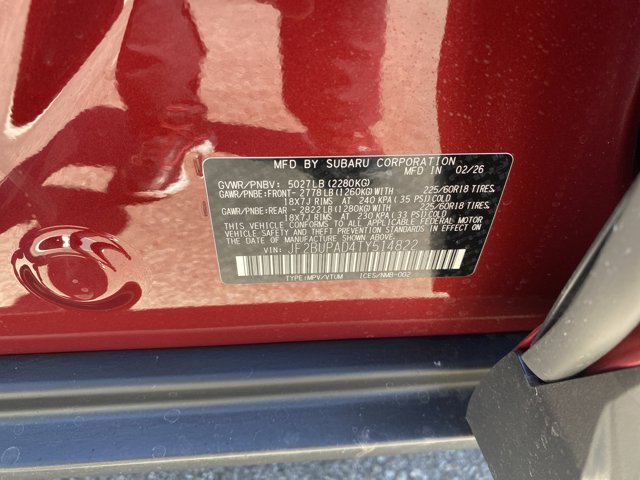 MFD BY SUBARU CORPORATION
MFD IN 02/26
GVWR/PNBV: 5027LB(2280KG)
GAWR/PNBE:FRONT- 2778LB(1260KG) 225/60R18 TIRES,
18X7J RIMS AT 240 KPA(35 PSI)COLD
GAWR/PNBE:REAR - 2822LB(1280KG) 225/60R18 TIRES,
18X7J RIMS AT 230 KPA(33 PSI)COLD
THIS VEHICLE CONFORMS TO ALL APPLICABLE FEDERAL MOTOR
VEHICLE SAFETY AND THEFT PREVENTION STANDARDS IN
EFFECT ON THE DATE OF MANUFACTURE SHOWN ABOVE.
VIN: JF2BUPAD4TY514822
TYPE:MPV/VTUM ICES/NMB-002